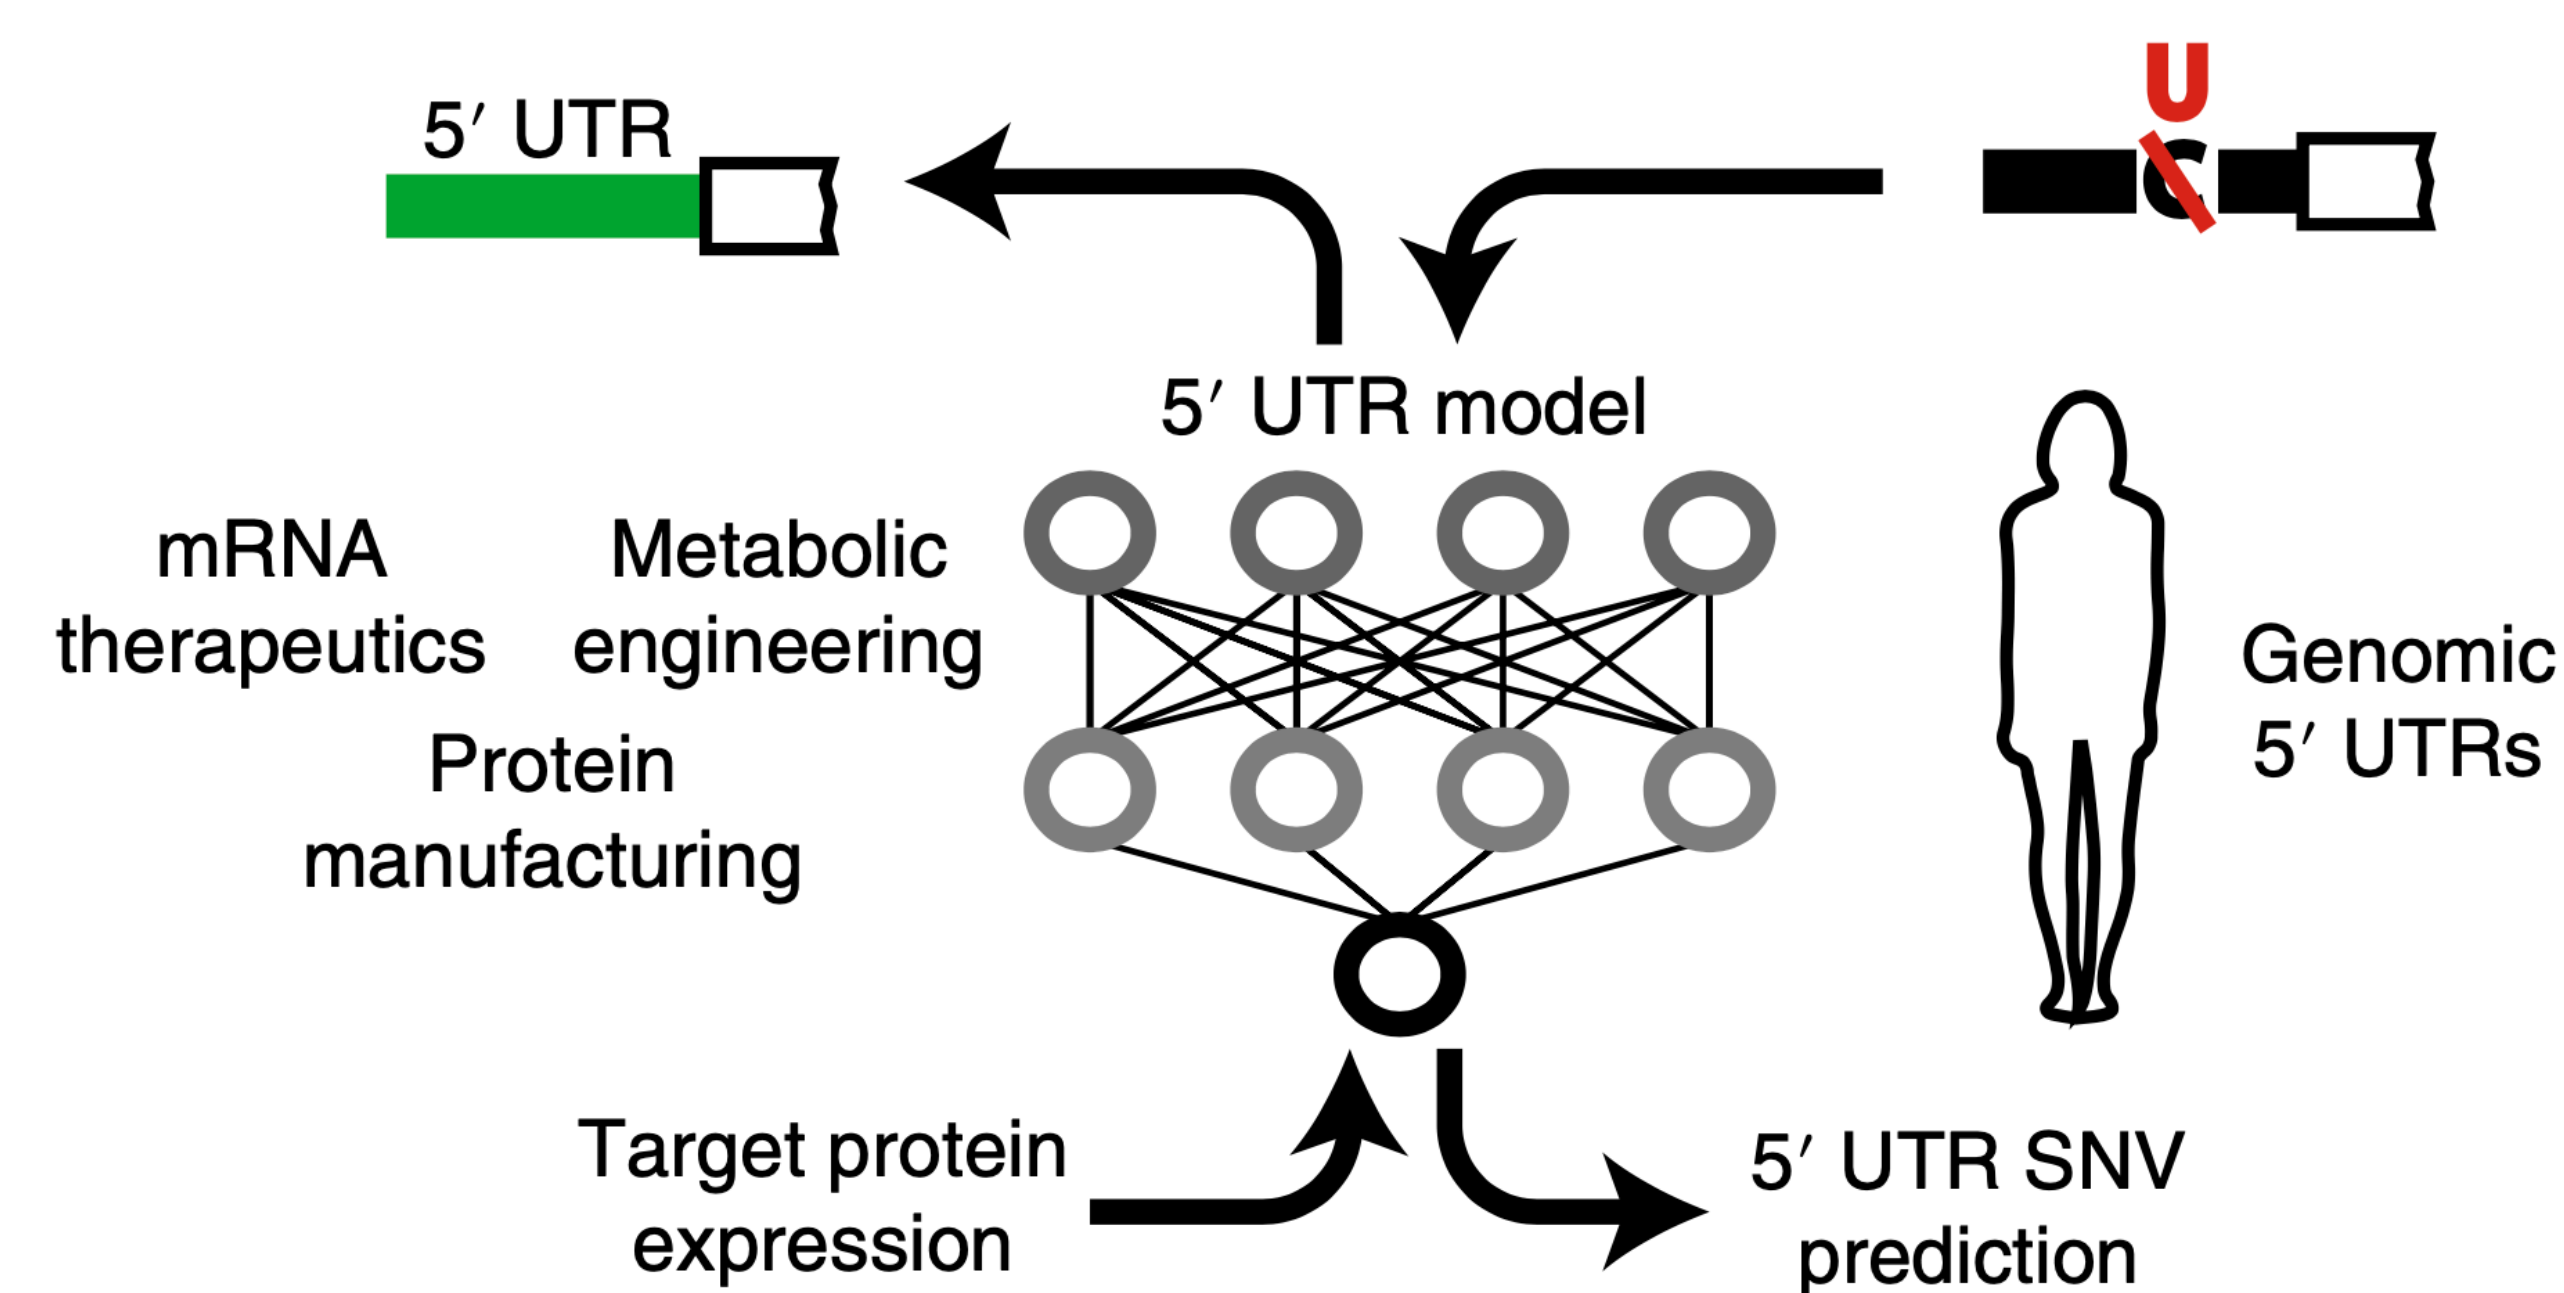 5′ UTR
U
C
5′ UTR model
mRNA
therapeutics
Metabolic
engineering
Protein
manufacturing
Genomic
5′ UTRs
Target protein
expression
5′ UTR SNV
prediction